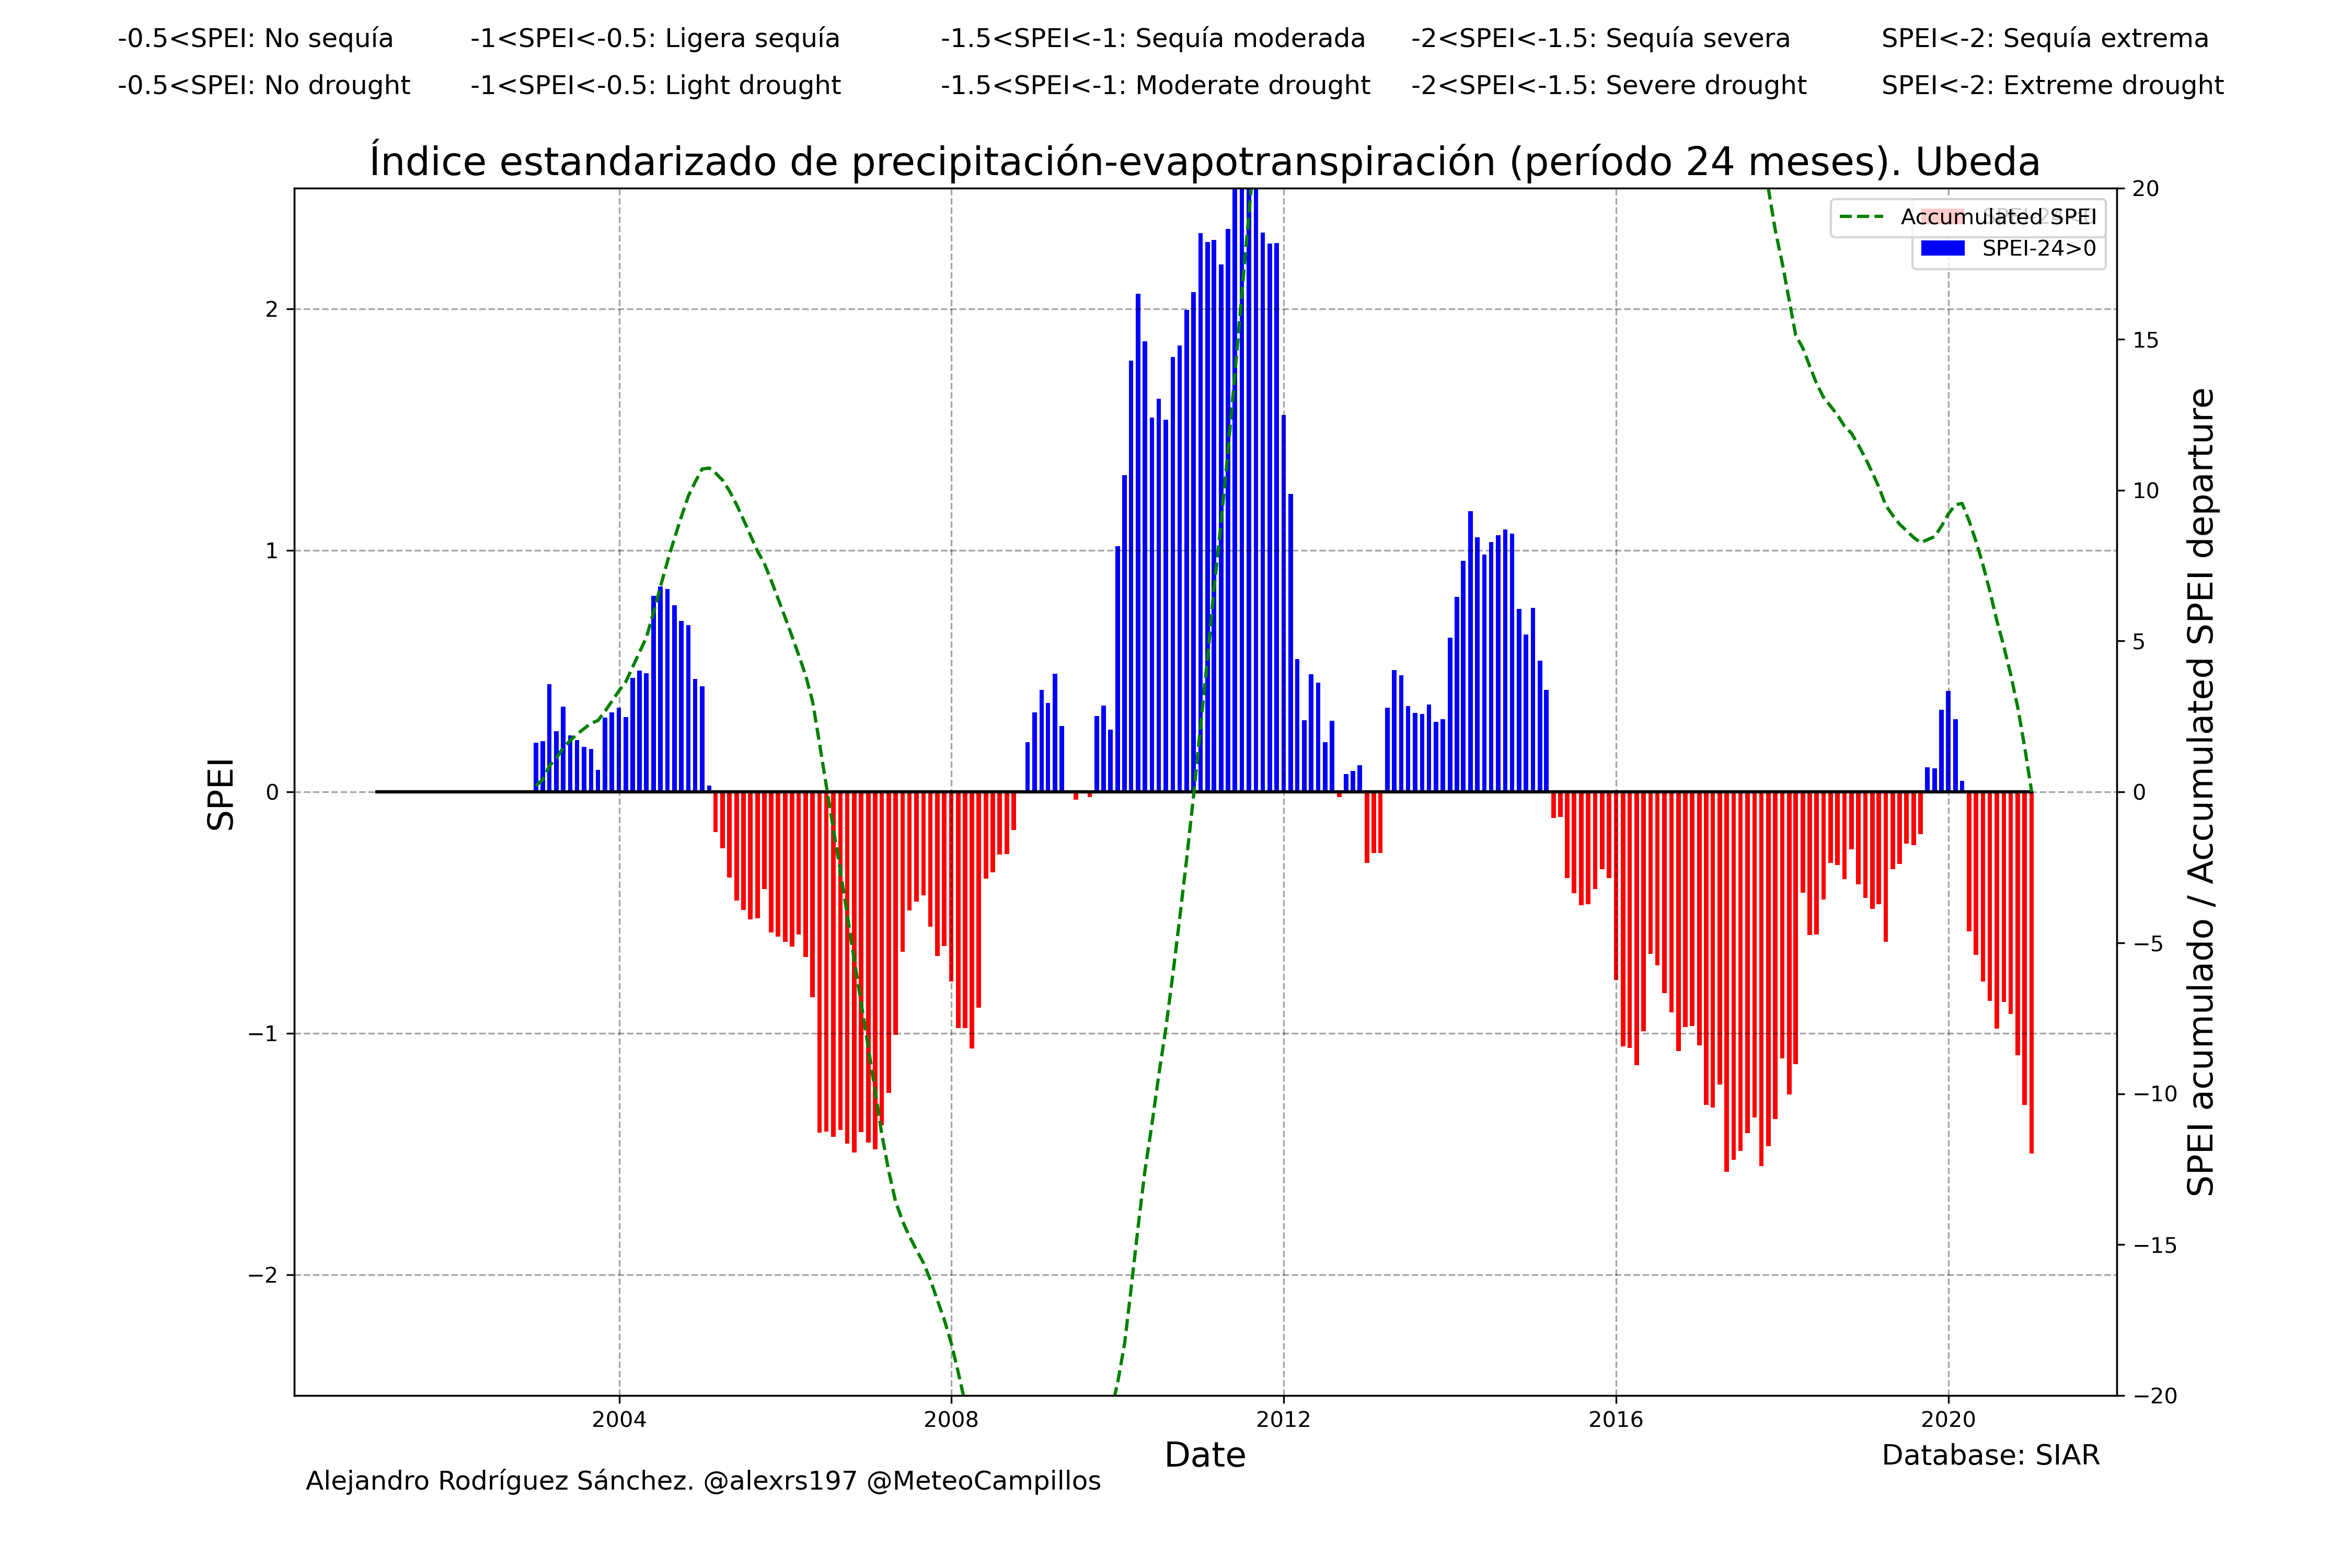 -0.5<SPEI: No sequía -1<SPEI<-0.5: Ligera sequía -1.5<SPEI<-1: Sequía moderada -2<SPEI<-1.5: Sequía severa SPEI<-2: Sequía extrema
-0.5<SPEI: No drought -1<SPEI<-0.5: Light drought -1.5<SPEI<-1: Moderate drought -2<SPEI<-1.5: Severe drought SPEI<-2: Extreme drought
Índice estandarizado de precipitación-evapotranspiración (período 24 meses). Ubeda
Accumulated SPEI
SPEI-24>0
2
1
0
−1
−2
SPEI
20
15
10
5
0
−5
−10
−15
−20
SPEI acumulado / Accumulated SPEI departure
2004 2008 2012 2016 2020
Date
Database: SIAR
Alejandro Rodríguez Sánchez. @alexrs197 @MeteoCampillos